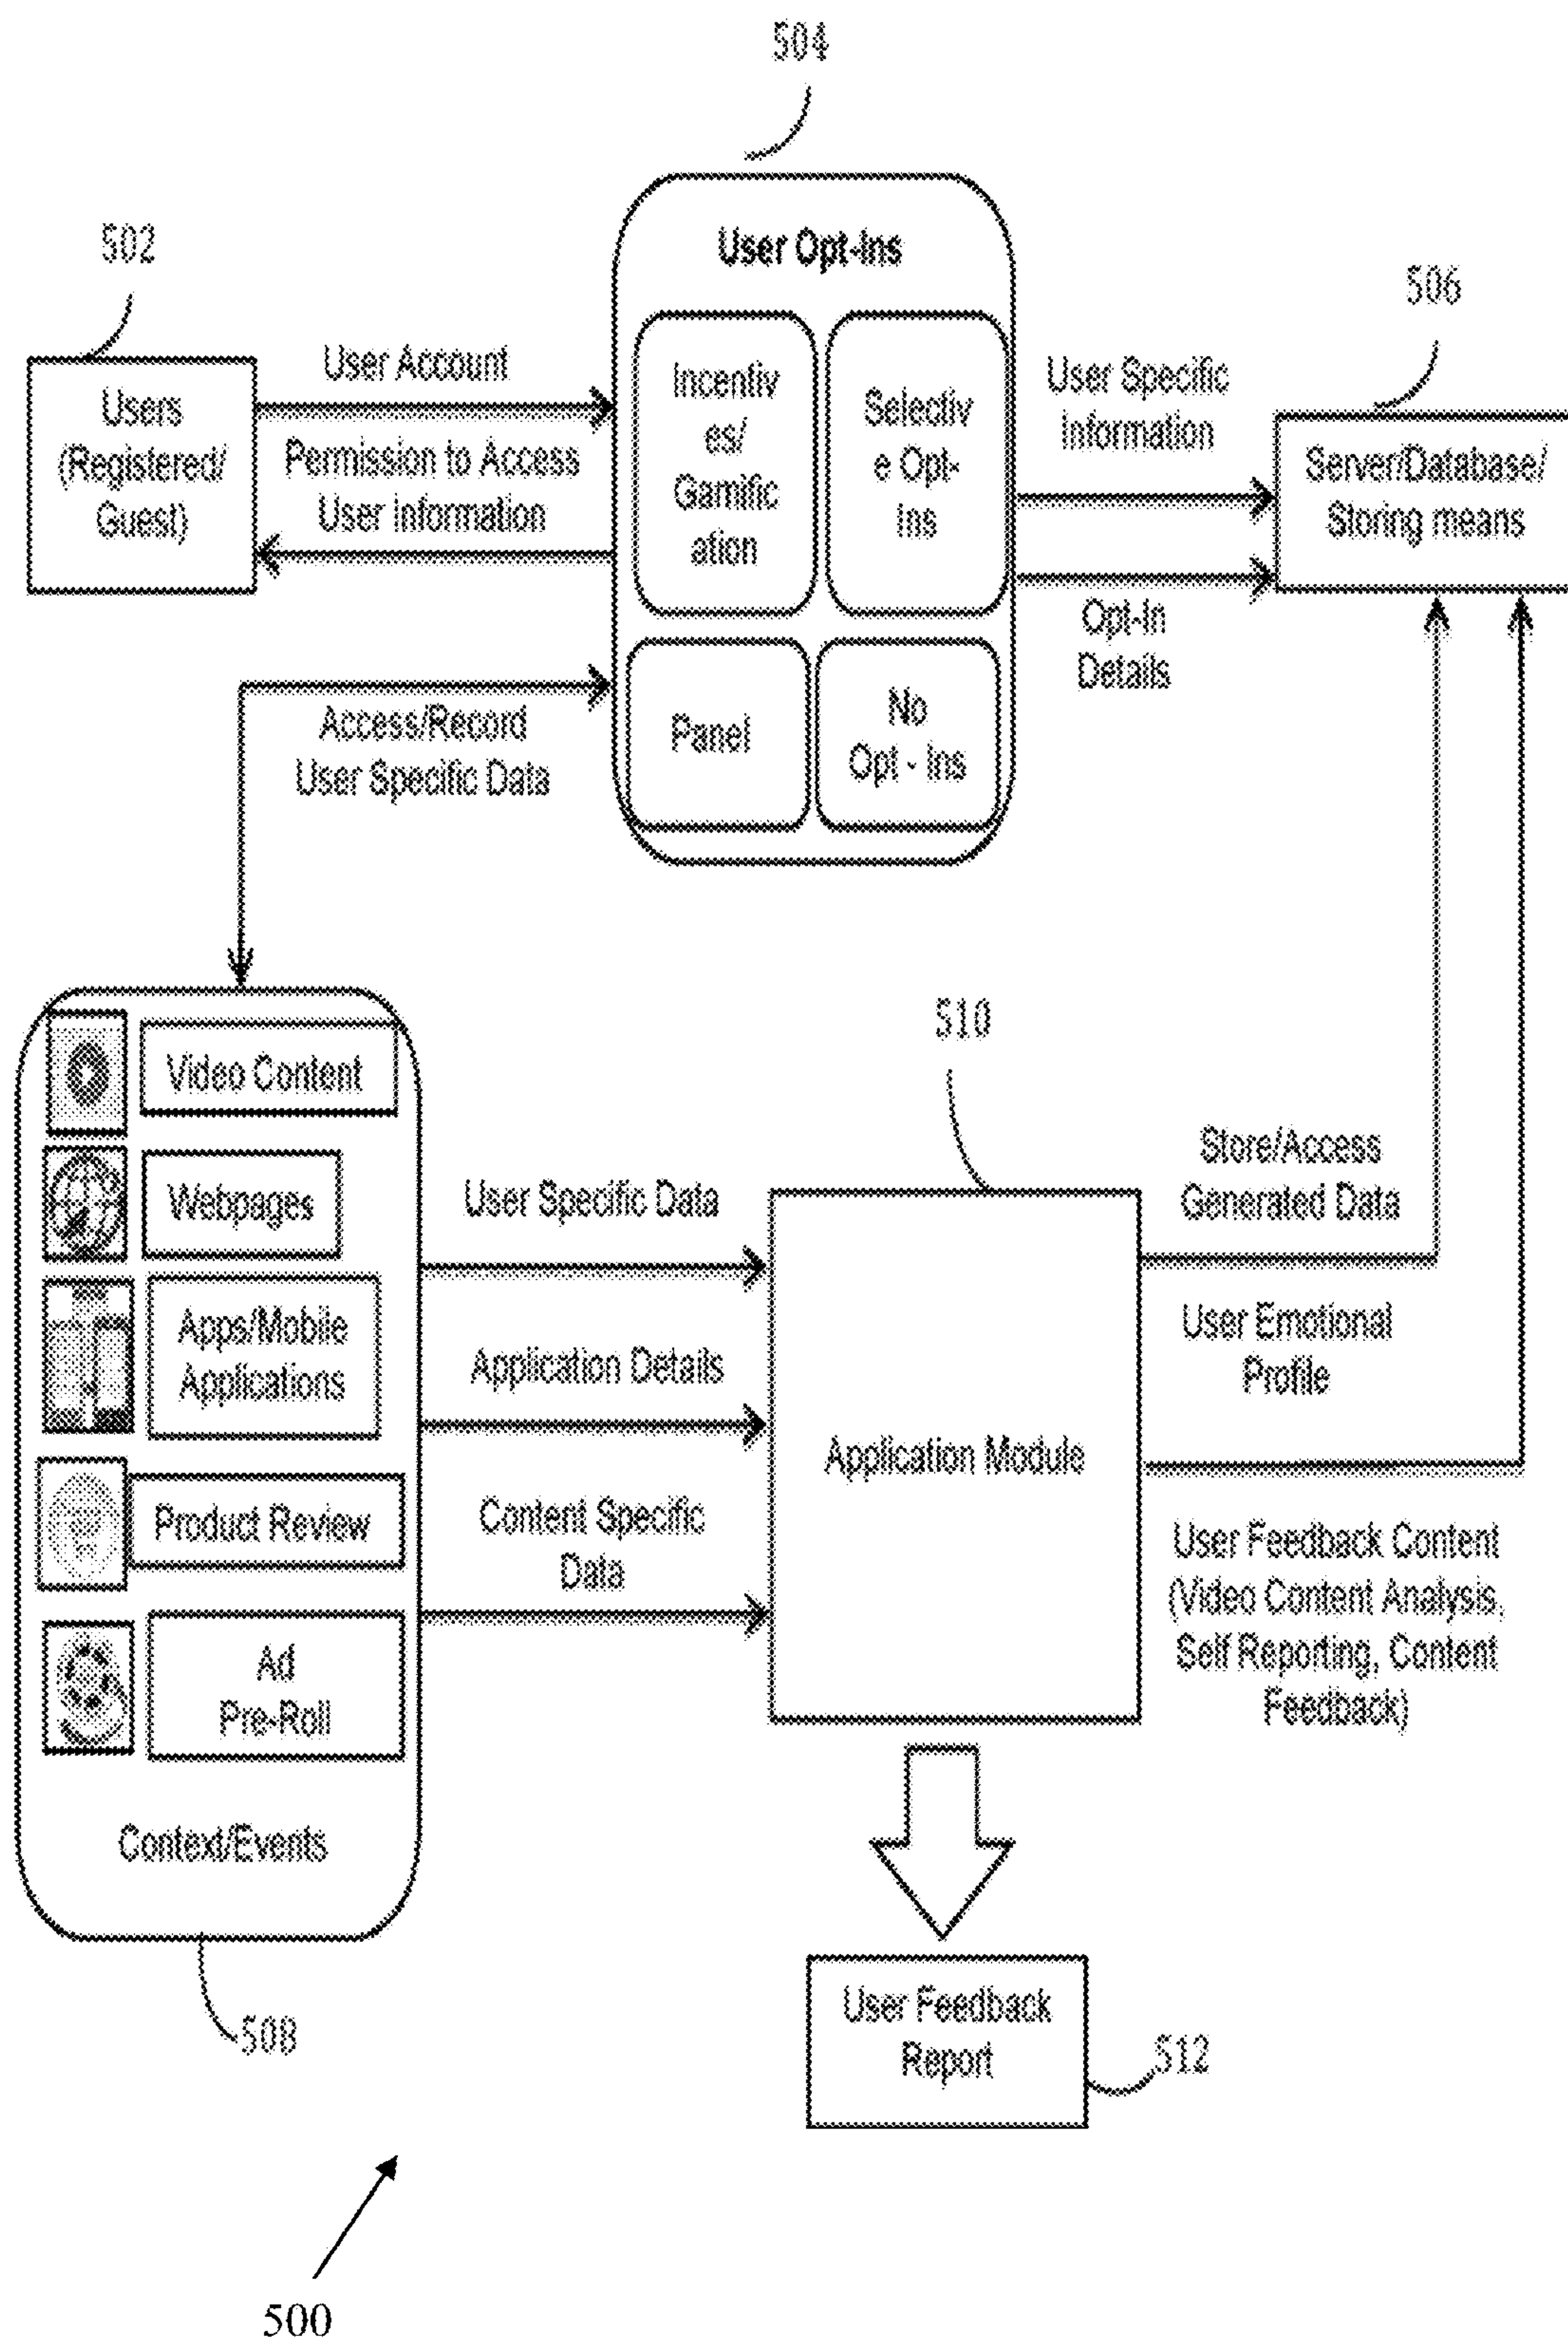 504
502
User Opt-Ins
506
User Account
Users
(Registered/
Guest)
Permission to Access
User information
Incentiv
es/
Gamific
ation
Selectiv
e Opt-
Ins
User Specific
Information
Server/Database/
Storing means
Opt-In
Details
Access/Record
User Specific Data
Panel
No
Opt - Ins
510
Video Content
Webpages
Apps/Mobile
Applications
Product Review
Ad
Pre-Roll
Context/Events
User Specific Data
Application Details
Content Specific
Data
Application Module
Store/Access
Generated Data
User Emotional
Profile
User Feedback Content
(Video Content Analysis,
Self Reporting, Content
Feedback)
508
User Feedback
Report
512
500